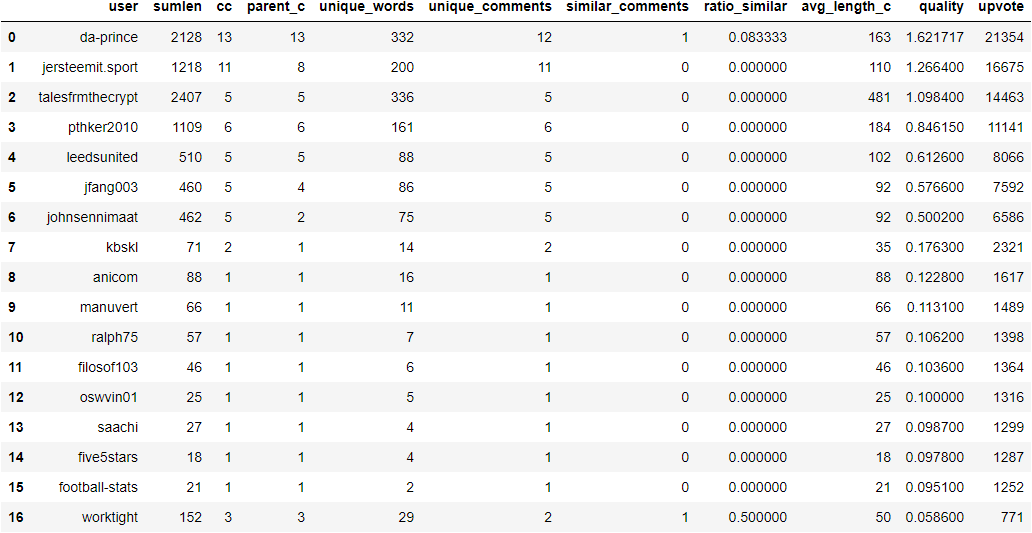 user sumlen cc parent_c unique_words unique_comments similar_comments ratio_similar avg_length_c quality upvote
0 da-prince 2128 13 13 332 12 1 0.083333 163 1.621717 21354
1 jersteemit.sport 1218 11 8 200 11 0 0.000000 110 1.266400 16675
2 talesfrmthecrypt 2407 5 5 336 5 0 0.000000 481 1.098400 14463
3 pthker2010 1109 6 6 161 6 0 0.000000 184 0.846150 11141
4 leedsunited 510 5 5 88 5 0 0.000000 102 0.612600 8066
5 jfang003 460 5 4 86 5 0 0.000000 92 0.576600 7592
6 johnsennimaat 462 5 2 75 5 0 0.000000 92 0.500200 6586
7 kbskl 71 2 1 14 2 0 0.000000 35 0.176300 2321
8 anicom 88 1 1 16 1 0 0.000000 88 0.122800 1617
9 manuvert 66 1 1 11 1 0 0.000000 66 0.113100 1489
10 ralph75 57 1 1 7 1 0 0.000000 57 0.106200 1398
11 filosof103 46 1 1 6 1 0 0.000000 46 0.103600 1364
12 oswvin01 25 1 1 5 1 0 0.000000 25 0.100000 1316
13 saachi 27 1 1 4 1 0 0.000000 27 0.098700 1299
14 five5stars 18 1 1 4 1 0 0.000000 18 0.097800 1287
15 football-stats 21 1 1 2 1 0 0.000000 21 0.095100 1252
16 worktight 152 3 3 29 2 1 0.500000 50 0.058600 771